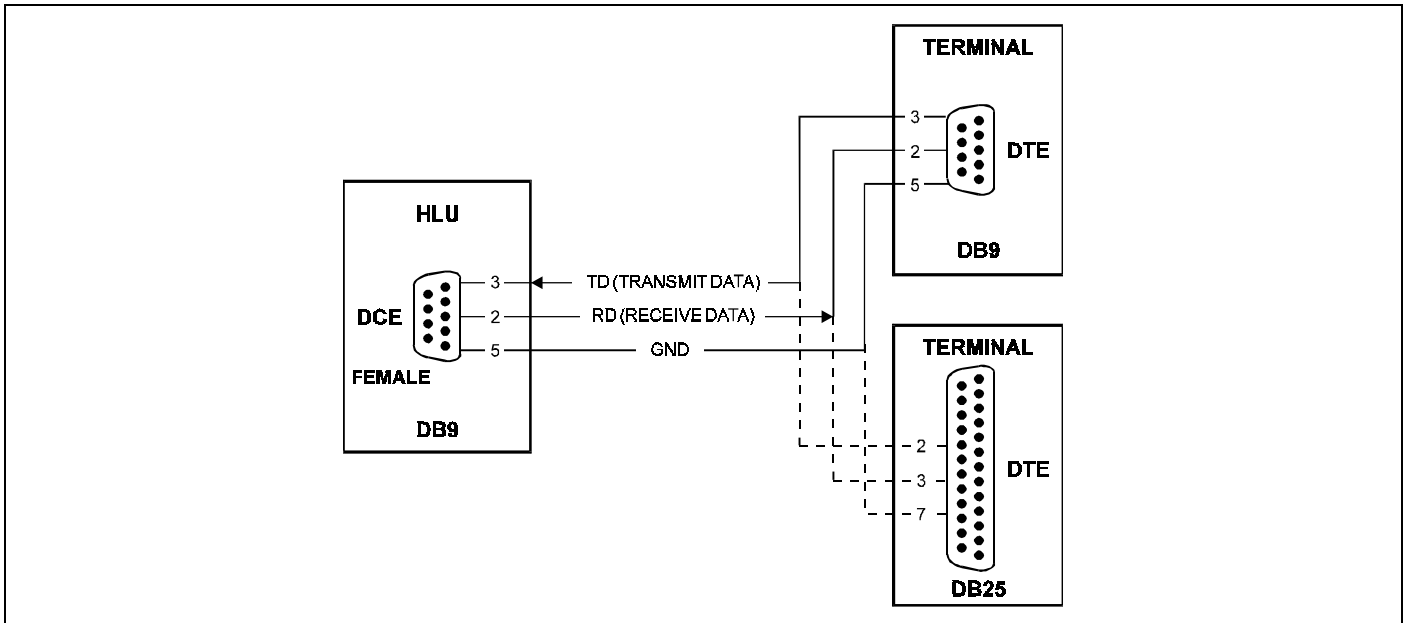 TERMINAL
3
2
DTE
5
DB9
HLU
3
TD (TRANSMIT DATA)
DCE
2
RD (RECEIVE DATA)
5
GND
FEMALE
DB9
TERMINAL
2
3
DTE
7
DB25